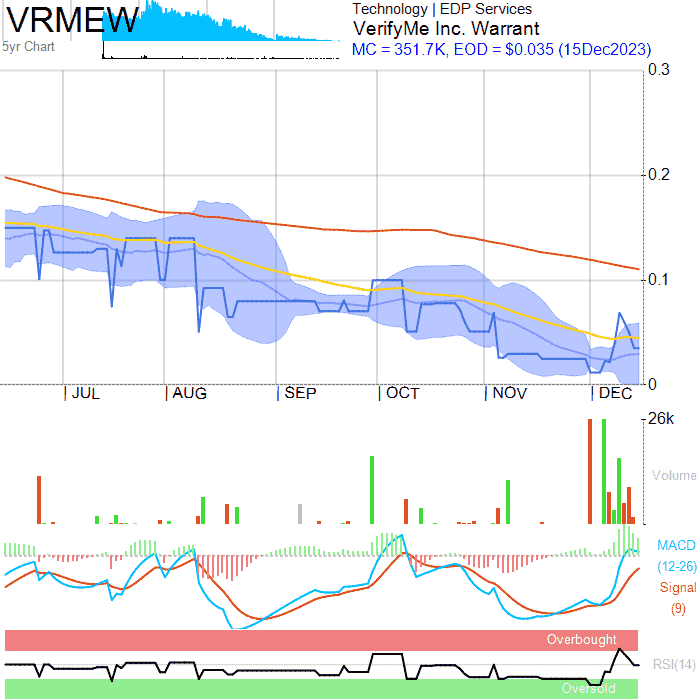 VRMEW
5yr Chart
Technology | EDP Services
VerifyMe Inc. Warrant
MC = 351.7K, EOD = $0.035 (15Dec2023)
0.3
0.2
0.1
0
| JUL | AUG | SEP | OCT | NOV | DEC
26k
Volume
MACD
(12-26)
Signal
(9)
Overbought
RSI(14)
Oversold